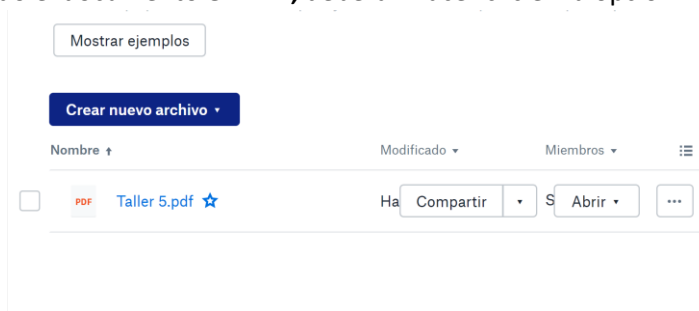 Mostrar ejemplos
Crear nuevo archivo
Nombre Modificado Miembros
PDF Taller 5.pdf Ha Compartir S Abrir ...